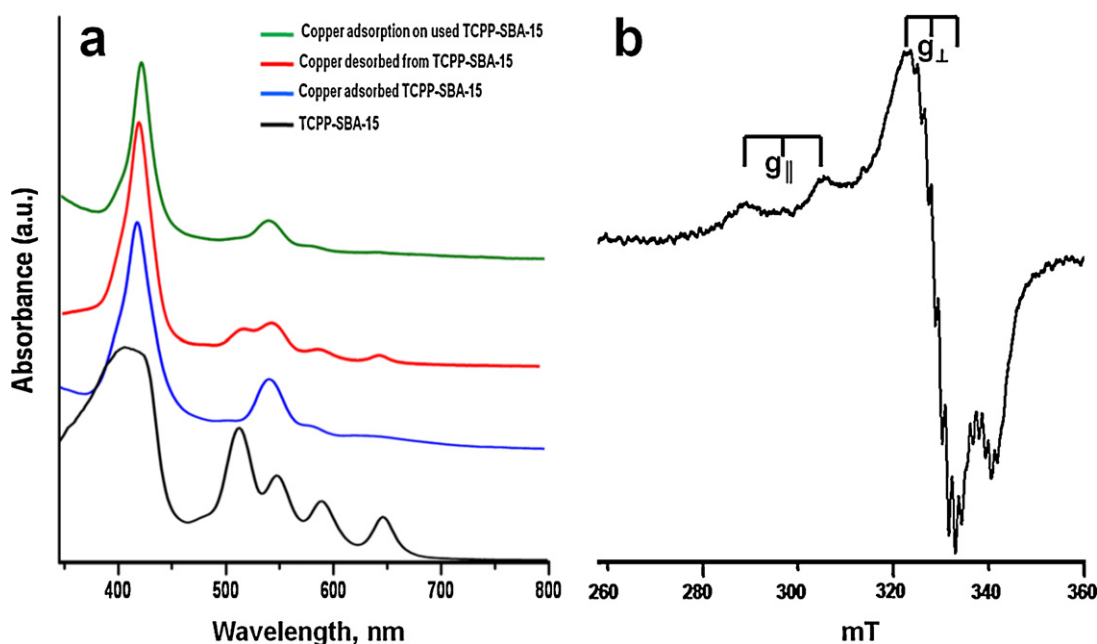 a
Copper adsorption on used TCPP-SBA-15
Copper desorbed from TCPP-SBA-15
Copper adsorbed TCPP-SBA-15
TCPP-SBA-15
Absorbance (a.u.)
400 500 600 700 800
Wavelength, nm
b
g⊥
g||
260 280 300 320 340 360
mT